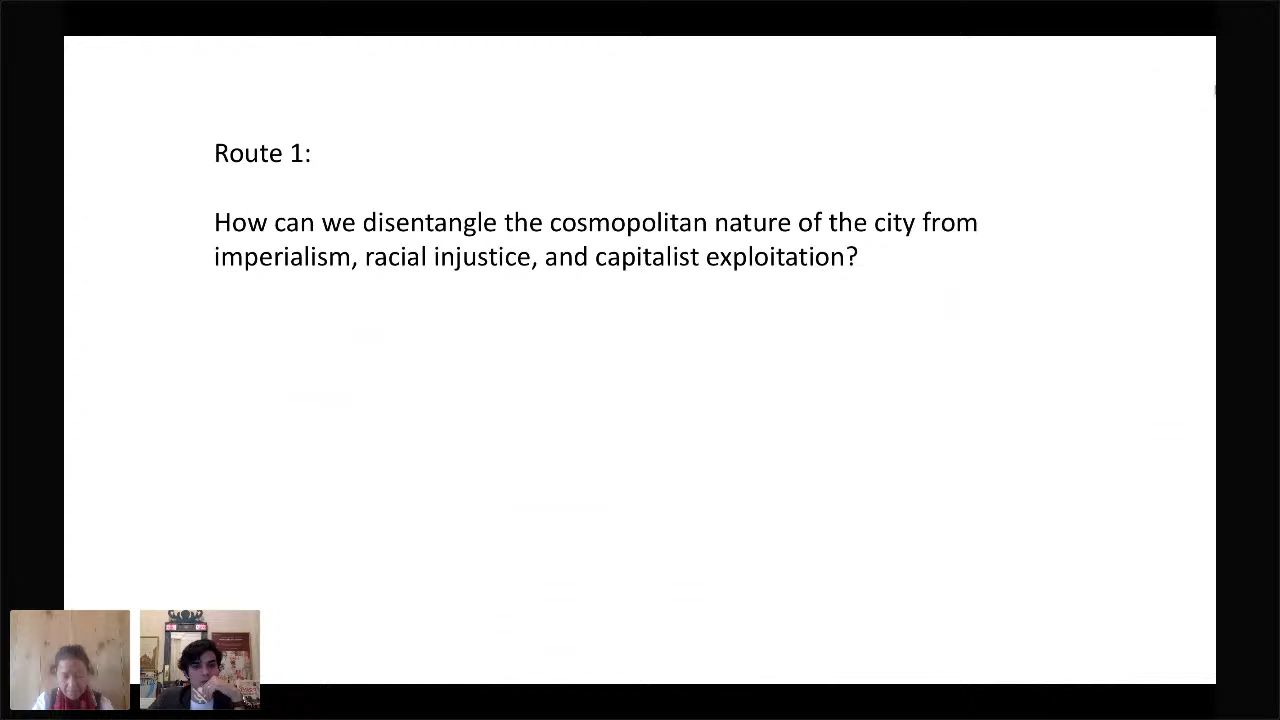 Route 1:
How can we disentangle the cosmopolitan nature of the city from
imperialism, racial injustice, and capitalist exploitation?